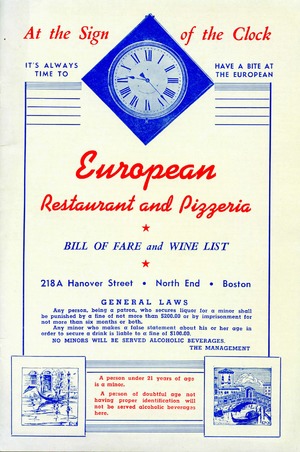 At the Sign of the Clock
IT'S ALWAYS
TIME TO
HAVE A BITE AT
THE EUROPEAN
European
Restaurant and Pizzeria
BILL OF FARE and WINE LIST
218A Hanover Street • North End • Boston
GENERAL LAWS
Any person, being a patron, who secures liquor for a minor shall
be punished by a fine of not more than $200.00 or by imprisonment for
not more than six months or both.
Any minor who makes a false statement about his or her age in
order to secure a drink is liable to a fine of $100.00.
NO MINORS WILL BE SERVED ALCOHOLIC BEVERAGES.
THE MANAGEMENT
A person under 21 years of age
is a minor.
A person of doubtful age not
having proper identification will
not be served alcoholic beverages
here.